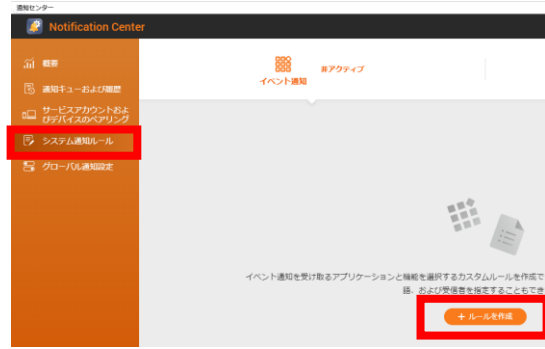 通知センター
Notification Center
概要
通知キューおよび履歴
サービスアカウントおよ
びデバイスのペアリング
システム通知ルール
グローバル通知設定
イベント通知
非アクティブ
イベント通知を受け取るアプリケーションと機能を選択するカスタムルールを作成で
語、および受信者を指定することもでき
+ ルールを作成